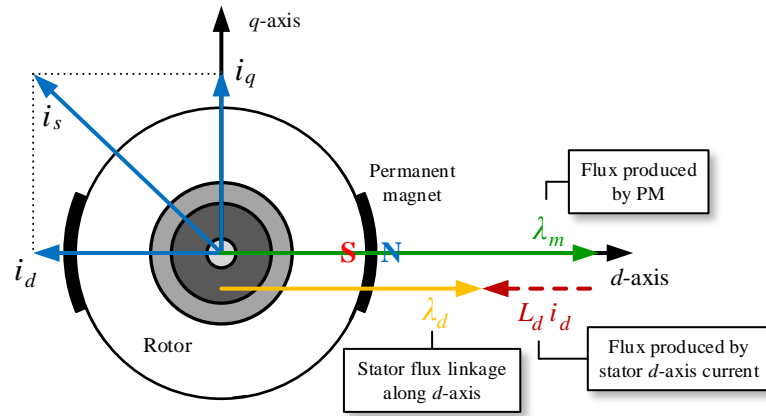 q-axis
i_q
i_s
Permanent
magnet
Flux produced
by PM
λ_m
S N
i_d
d-axis
λ_d
L_d i_d
Rotor
Stator flux linkage
along d-axis
Flux produced by
stator d-axis current